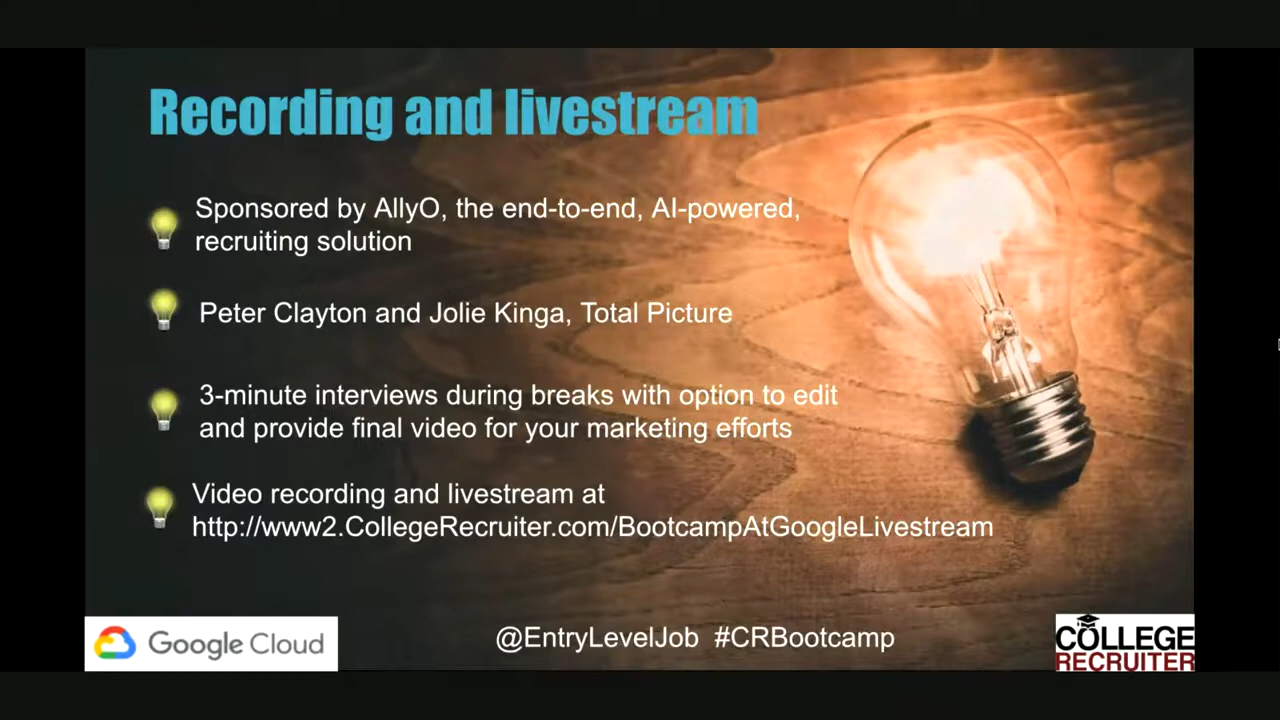 Recording and livestream
Sponsored by AllyO, the end-to-end, AI-powered,
recruiting solution
Peter Clayton and Jolie Kinga, Total Picture
3-minute interviews during breaks with option to edit
and provide final video for your marketing efforts
Video recording and livestream at
http://www2.CollegeRecruiter.com/BootcampAtGoogleLivestream
Google Cloud
@EntryLevelJob #CRBootcamp
COLLEGE
RECRUITER